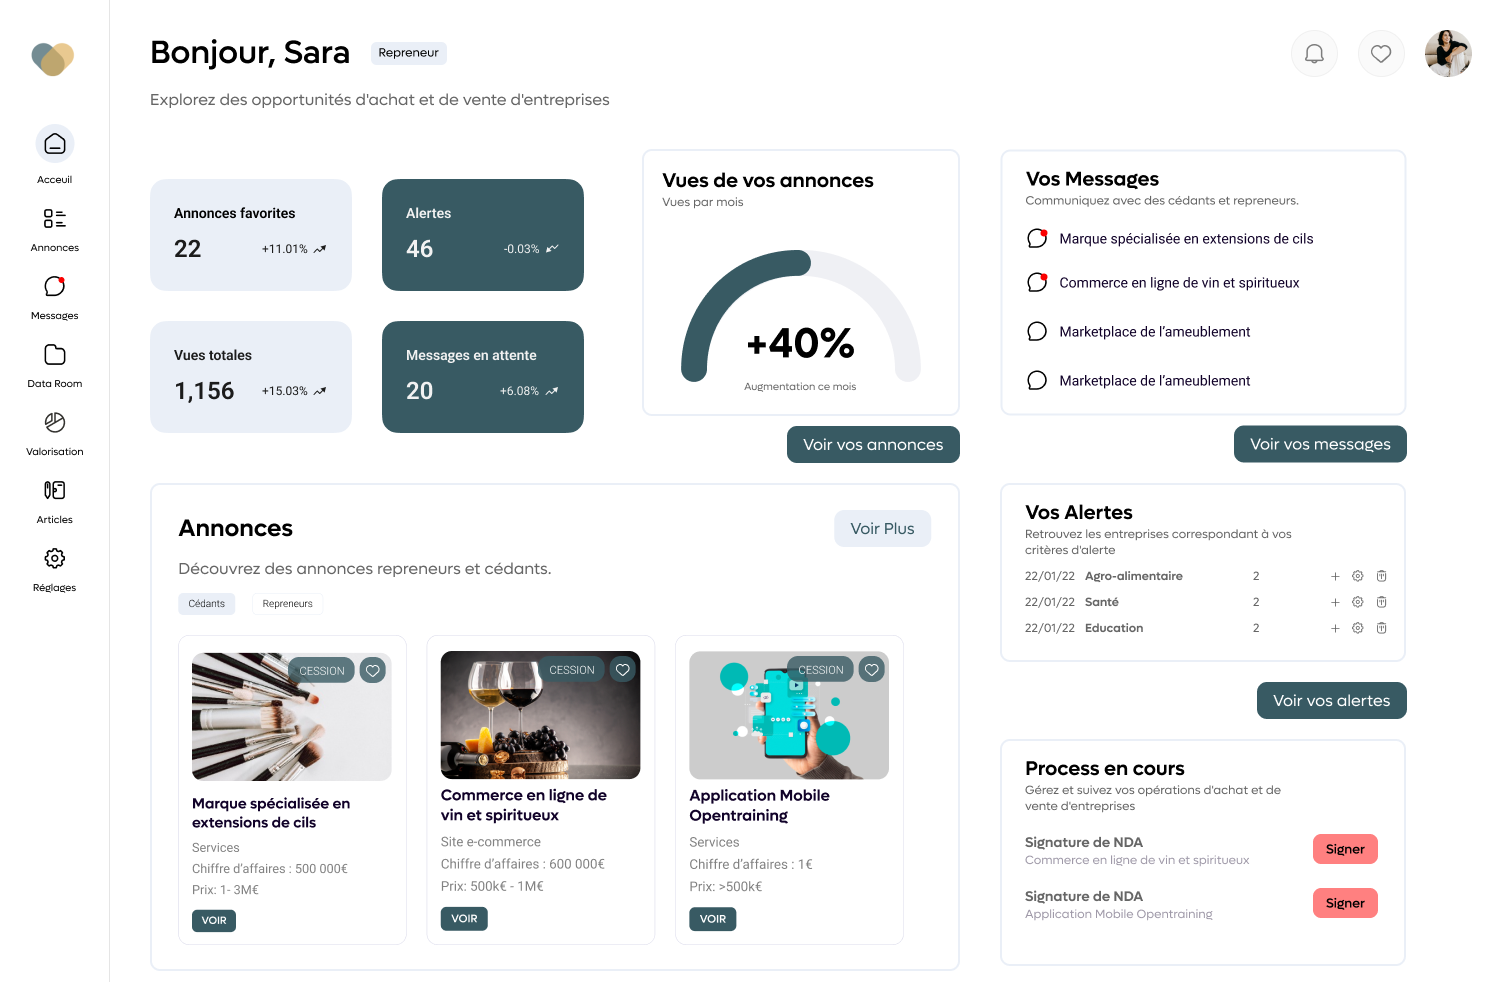 Bonjour, Sara
Repreneur
Explorez des opportunités d'achat et de vente d'entreprises
Acceuil
Annonces
Messages
Data Room
Valorisation
Articles
Réglages
Annonces favorites
22
+11.01%
Alertes
46
-0.03%
Vues totales
1,156
+15.03%
Messages en attente
20
+6.08%
Vues de vos annonces
Vues par mois
+40%
Augmentation ce mois
Voir vos annonces
Vos Messages
Communiquez avec des cédants et repreneurs.
Marque spécialisée en extensions de cils
Commerce en ligne de vin et spiritueux
Marketplace de l’ameublement
Marketplace de l’ameublement
Voir vos messages
Annonces
Voir Plus
Découvrez des annonces repreneurs et cédants.
Cédants
Repreneurs
CESSION
Marque spécialisée en
extensions de cils
Services
Chiffre d’affaires : 500 000€
Prix: 1- 3M€
VOIR
CESSION
Commerce en ligne de
vin et spiritueux
Site e-commerce
Chiffre d’affaires : 600 000€
Prix: 500k€ - 1M€
VOIR
CESSION
Application Mobile
Opentraining
Services
Chiffre d’affaires : 1€
Prix: >500k€
VOIR
Vos Alertes
Retrouvez les entreprises correspondant à vos
critères d'alerte
22/01/22 Agro-alimentaire 2
22/01/22 Santé 2
22/01/22 Education 2
Voir vos alertes
Process en cours
Gérez et suivez vos opérations d'achat et de
vente d'entreprises
Signature de NDA
Commerce en ligne de vin et spiritueux
Signer
Signature de NDA
Application Mobile Opentraining
Signer